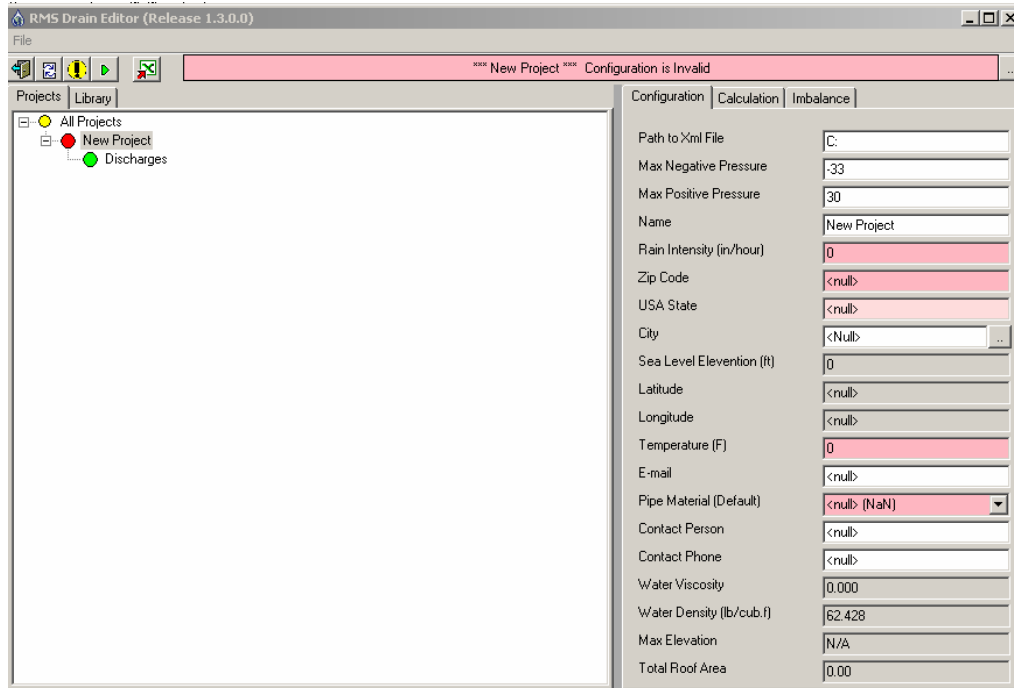 RMS Drain Editor (Release 1.3.0.0)
File
*** New Project *** Configuration is Invalid
..
Projects Library
All Projects
New Project
Discharges
Configuration Calculation Imbalance
Path to Xml File C:
Max Negative Pressure -33
Max Positive Pressure 30
Name New Project
Rain Intensity (in/hour) 0
Zip Code <null>
USA State <null>
City <Null> ..
Sea Level Elevention (ft) 0
Latitude <null>
Longitude <null>
Temperature (F) 0
E-mail <null>
Pipe Material (Default) <null> (NaN)
Contact Person <null>
Contact Phone <null>
Water Viscosity 0.000
Water Density (lb/cub.f) 62.428
Max Elevation N/A
Total Roof Area 0.00